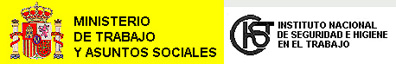 MINISTERIO
DE TRABAJO
Y ASUNTOS SOCIALES
INSTITUTO NACIONAL
DE SEGURIDAD E HIGIENE
EN EL TRABAJO